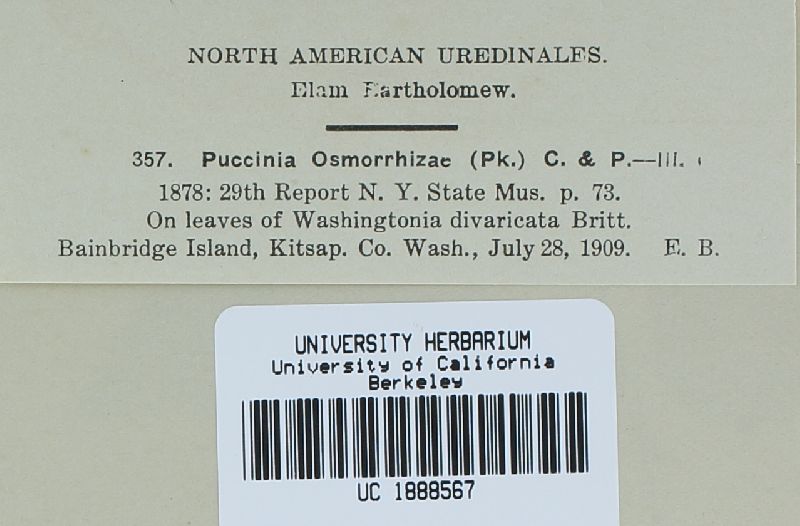 NORTH AMERICAN UREDINALES.
Elam Bartholomew.
357. Puccinia Osmorrhizae (Pk.) C. & P.—III.
1878: 29th Report N. Y. State Mus. p. 73.
On leaves of Washingtonia divaricata Britt.
Bainbridge Island, Kitsap. Co. Wash., July 28, 1909. E. B.
UNIVERSITY HERBARIUM
University of California
Berkeley
UC 1888567